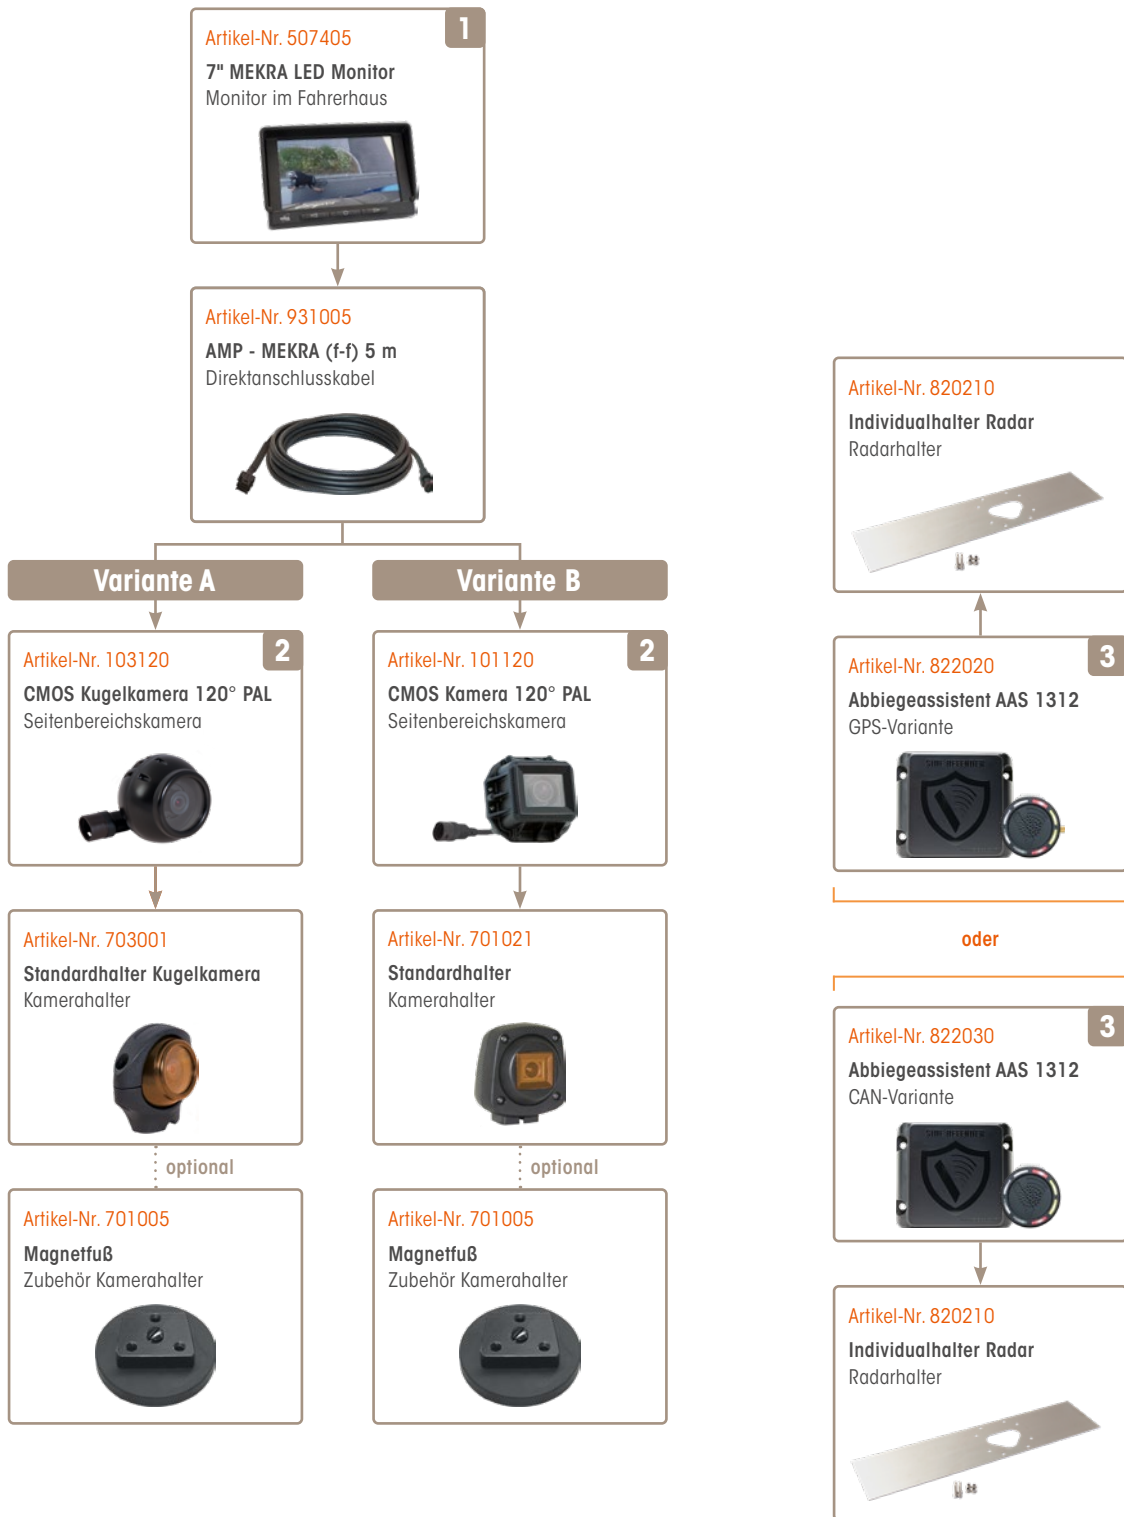 1
Artikel-Nr. 507405
7" MEKRA LED Monitor
Monitor im Fahrerhaus
Artikel-Nr. 931005
AMP - MEKRA (f-f) 5 m
Direktanschlusskabel
Variante A
2
Artikel-Nr. 103120
CMOS Kugelkamera 120° PAL
Seitenbereichskamera
Artikel-Nr. 703001
Standardhalter Kugelkamera
Kamerahalter
optional
Artikel-Nr. 701005
Magnetfuß
Zubehör Kamerahalter
Variante B
2
Artikel-Nr. 101120
CMOS Kamera 120° PAL
Seitenbereichskamera
Artikel-Nr. 701021
Standardhalter
Kamerahalter
optional
Artikel-Nr. 701005
Magnetfuß
Zubehör Kamerahalter
Artikel-Nr. 820210
Individualhalter Radar
Radarhalter
3
Artikel-Nr. 822020
Abbiegeassistent AAS 1312
GPS-Variante
SIDE DEFENDER
oder
3
Artikel-Nr. 822030
Abbiegeassistent AAS 1312
CAN-Variante
SIDE DEFENDER
Artikel-Nr. 820210
Individualhalter Radar
Radarhalter